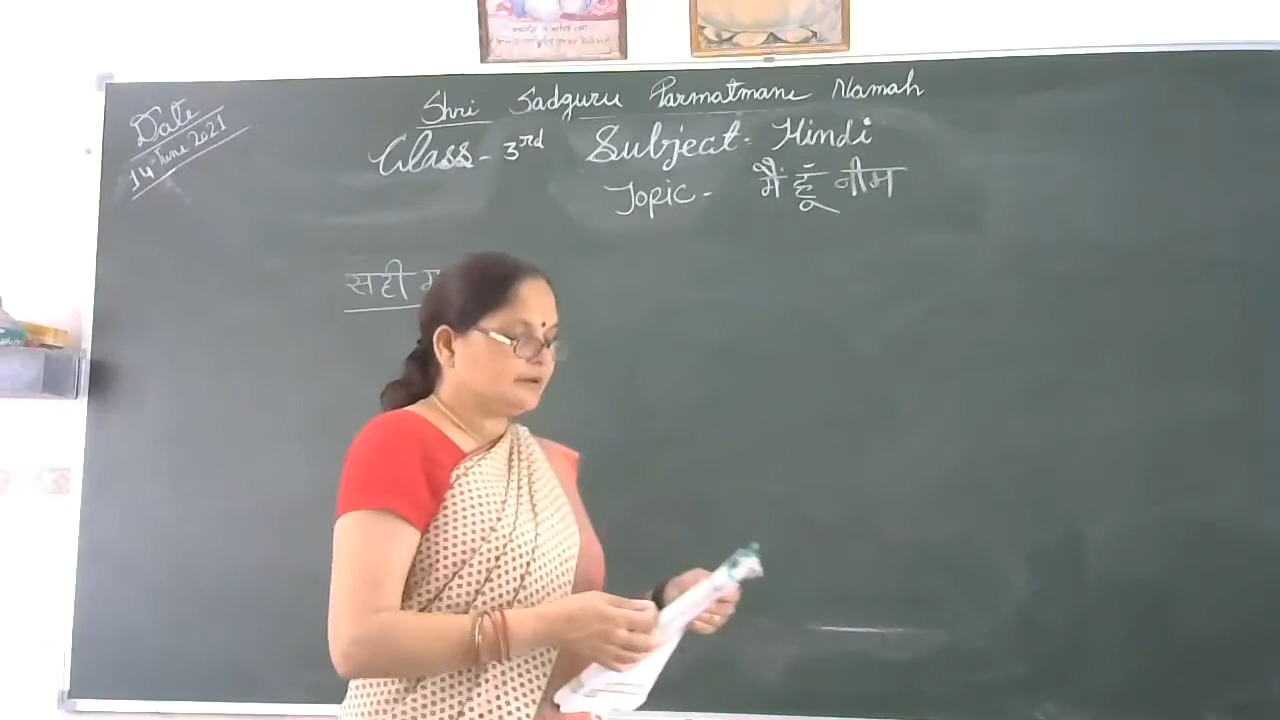 Date
14th June 2021
Shri Sadguru Parmatmane Namah
Class - 3rd Subject - Hindi
Topic - मैं हूँ नीम
सही